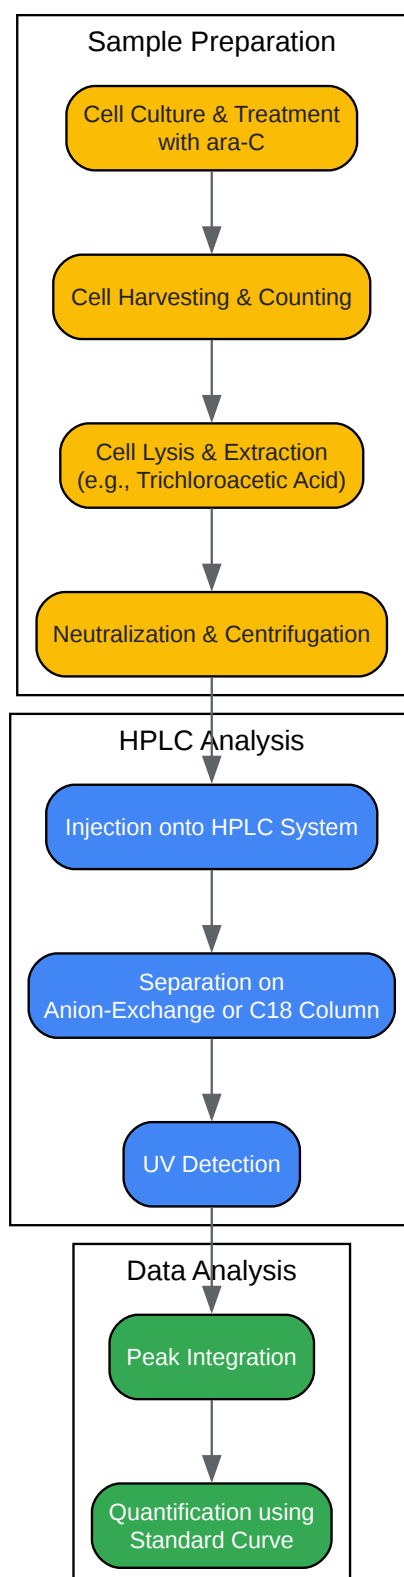 Sample Preparation
Cell Culture & Treatment
with ara-C
Cell Harvesting & Counting
Cell Lysis & Extraction
(e.g., Trichloroacetic Acid)
Neutralization & Centrifugation
HPLC Analysis
Injection onto HPLC System
Separation on
Anion-Exchange or C18 Column
UV Detection
Data Analysis
Peak Integration
Quantification using
Standard Curve